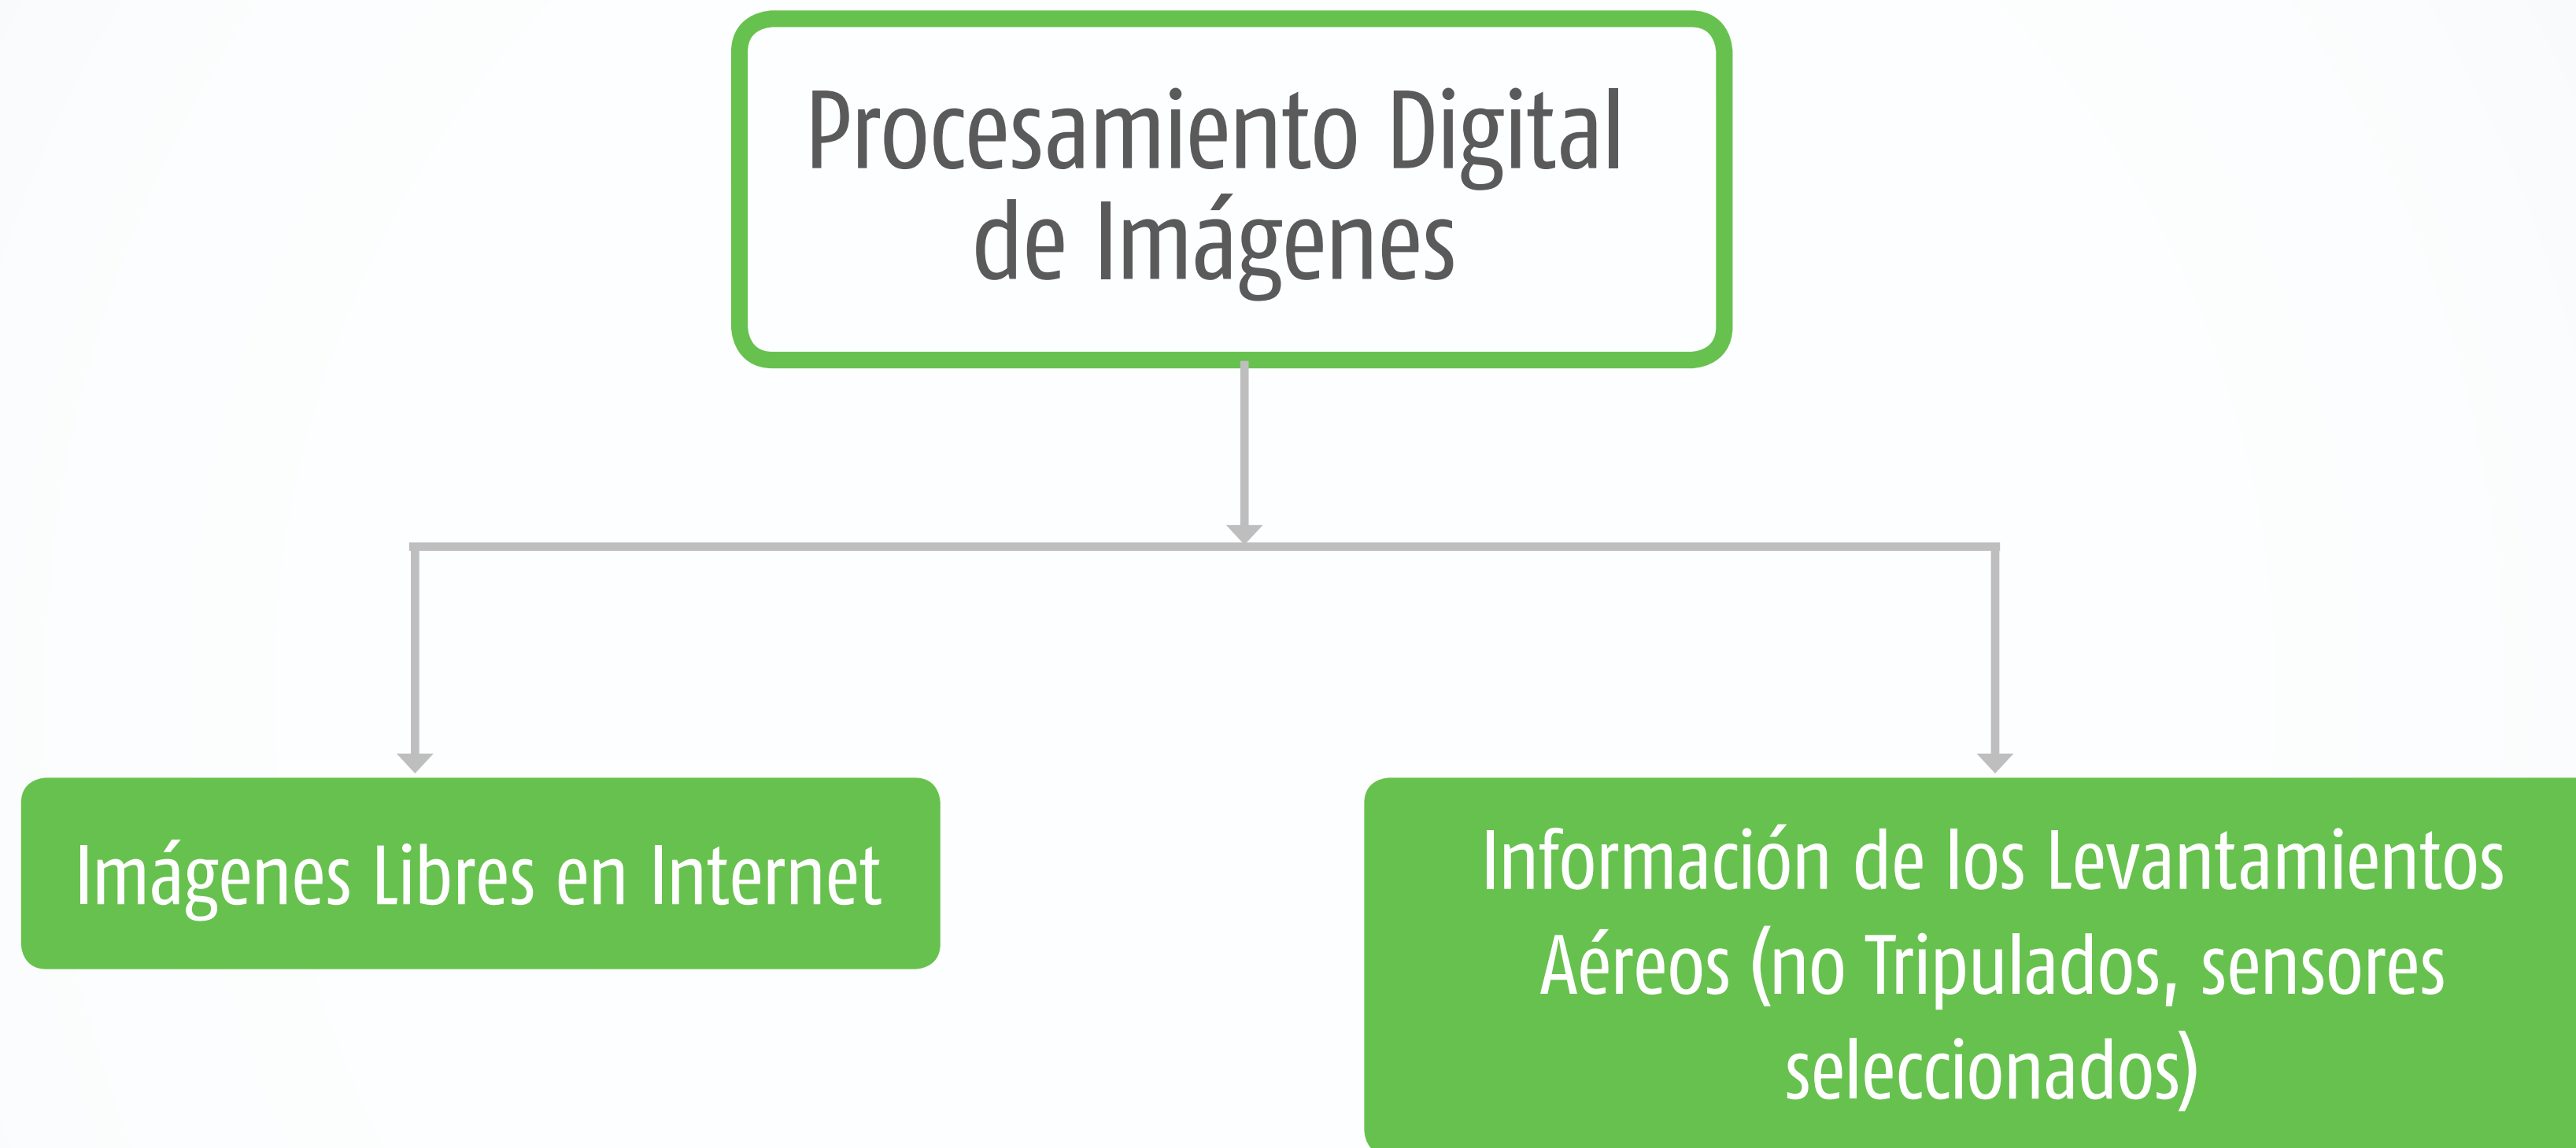 Procesamiento Digital
de Imágenes
Imágenes Libres en Internet
Información de los Levantamientos
Aéreos (no Tripulados, sensores
seleccionados)